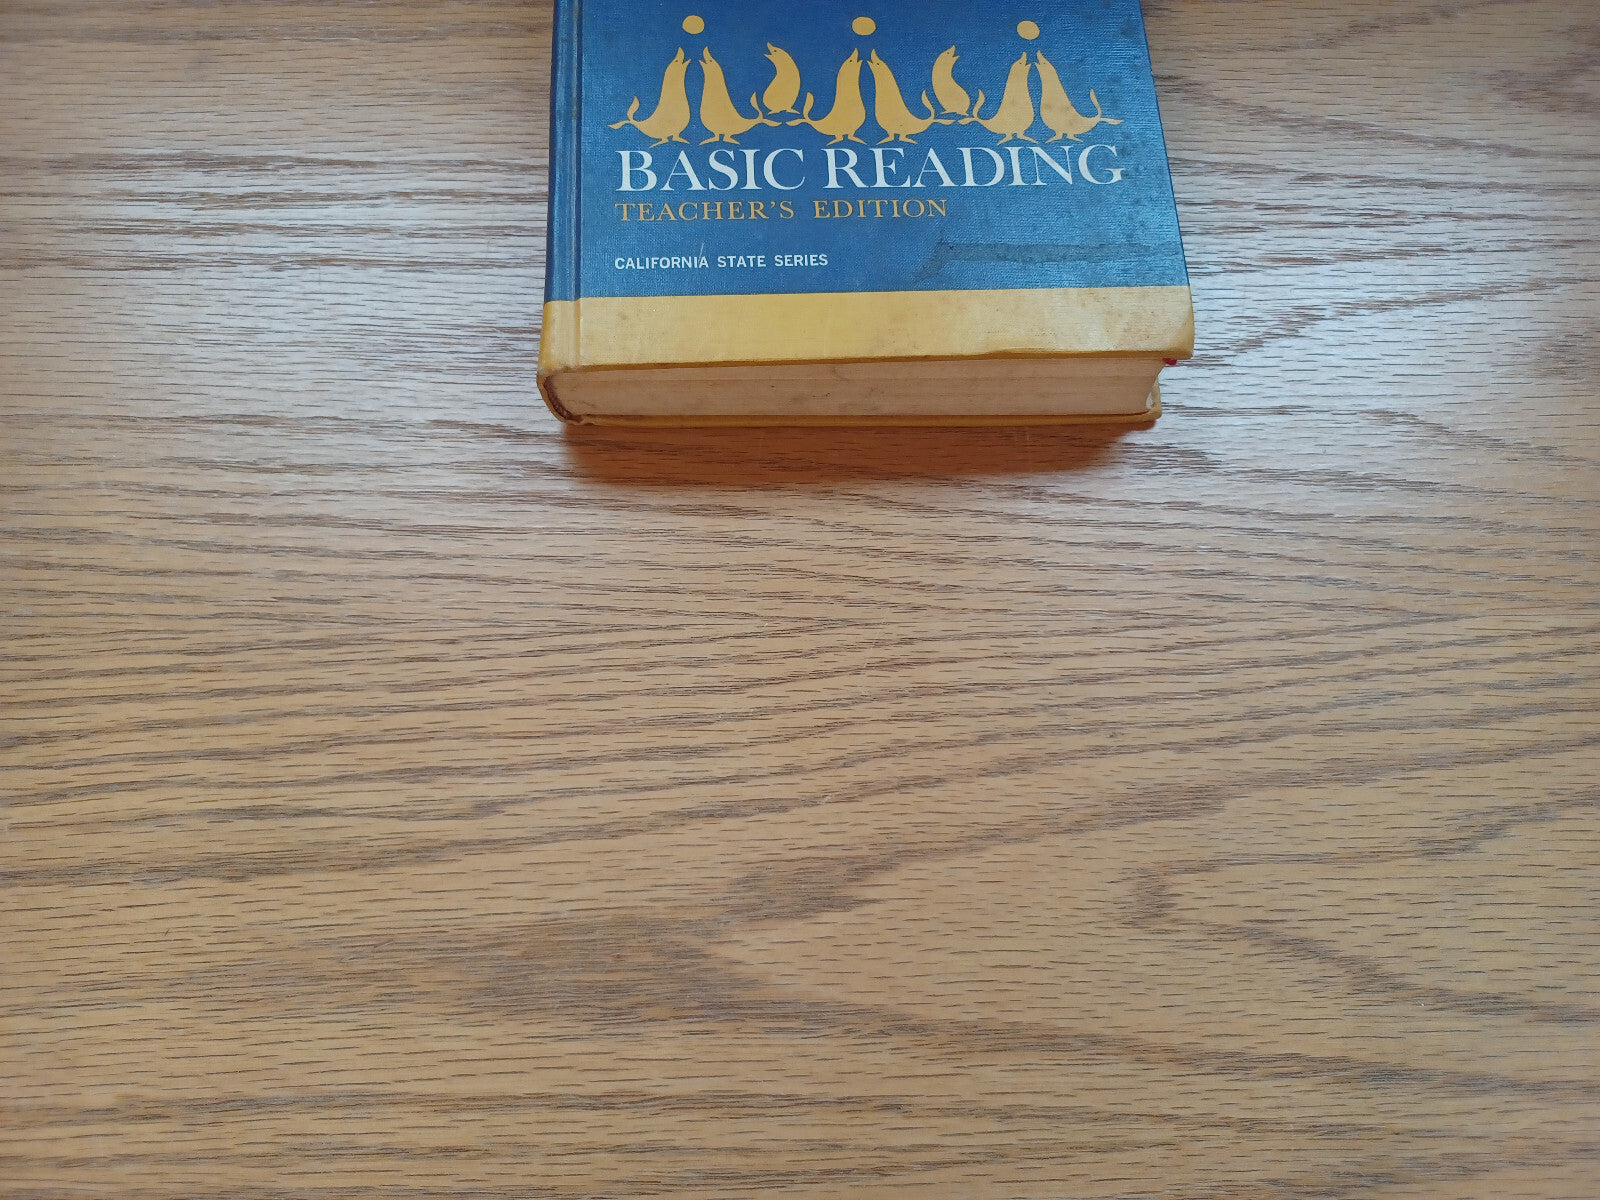 BASIC READING
TEACHER'S EDITION
CALIFORNIA STATE SERIES